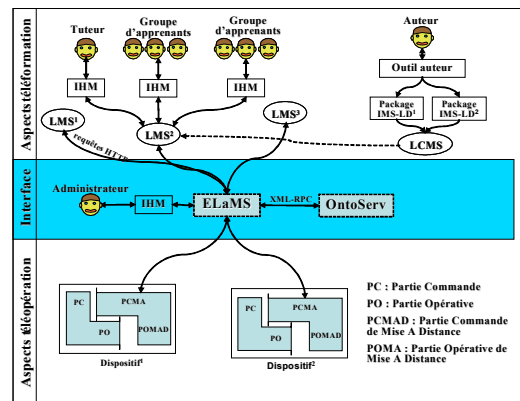 Aspects téléformation
Tuteur
Groupe
d'apprenants
Groupe
d'apprenants
Auteur
IHM
IHM
IHM
Outil auteur
Package
IMS-LD¹
Package
IMS-LD²
LMS¹
LMS²
LMS³
LCMS
requêtes HTTP
Interface
Administrateur
IHM
ELaMS
XML-RPC
OntoServ
Aspects téléopération
PC
PCMA
PO
POMAD
Dispositif¹
PC
PCMA
PO
POMAD
Dispositif²
PC : Partie Commande
PO : Partie Opérative
PCMAD : Partie Commande
de Mise A Distance
POMA : Partie Opérative de
Mise A Distance